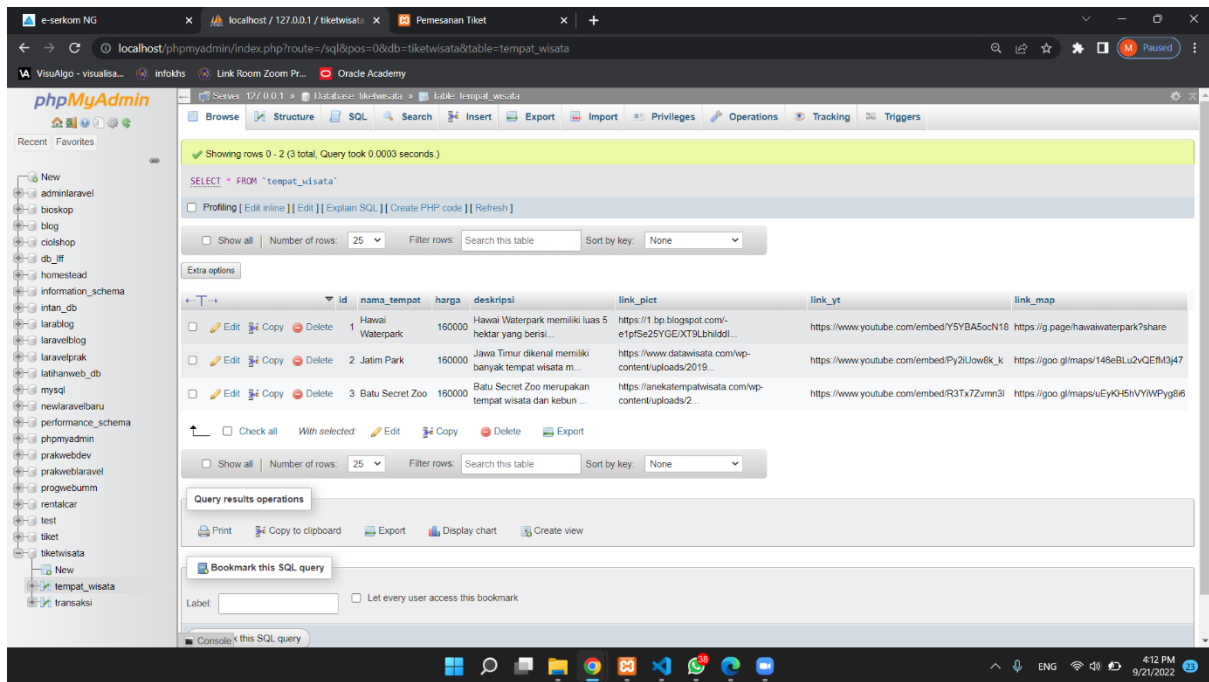 e-serkom NG
localhost / 127.0.0.1 / tiketwisata
Pemesanan Tiket
localhost/phpmyadmin/index.php?route=/sql&pos=0&db=tiketwisata&table=tempat_wisata
M Paused
VisuAlgo - visualisa... infokhs Link Room Zoom Pr... Oracle Academy
phpMyAdmin
Recent Favorites
New
adminlaravel
bioskop
blog
ciolshop
db_lff
homestead
information_schema
intan_db
larablog
laravelblog
laravelprak
latihanweb_db
mysql
newlaravelbaru
performance_schema
phpmyadmin
prakwebdev
prakweblaravel
progwebumm
rentalcar
test
tiket
tiketwisata
New
tempat_wisata
transaksi
Server: 127.0.0.1 » Database: tiketwisata » Table: tempat_wisata
Browse Structure SQL Search Insert Export Import Privileges Operations Tracking Triggers
Showing rows 0 - 2 (3 total, Query took 0.0003 seconds.)
SELECT * FROM `tempat_wisata`
Profiling [ Edit inline ] [ Edit ] [ Explain SQL ] [ Create PHP code ] [ Refresh ]
Show all | Number of rows: 25 Filter rows: Search this table Sort by key: None
Extra options
←T→ id nama_tempat harga deskripsi link_pict link_yt link_map
Edit Copy Delete 1 Hawai Waterpark 160000 Hawai Waterpark memiliki luas 5 hektar yang berisi... https://1.bp.blogspot.com/-e1pfSe25YGE/XT9Lbhilddl... https://www.youtube.com/embed/Y5YBA5ocN18 https://g.page/hawaiwaterpark?share
Edit Copy Delete 2 Jatim Park 160000 Jawa Timur dikenal memiliki banyak tempat wisata m... https://www.datawisata.com/wp-content/uploads/2019... https://www.youtube.com/embed/Py2iUow8k_k https://goo.gl/maps/146eBLu2vQEfM3j47
Edit Copy Delete 3 Batu Secret Zoo 160000 Batu Secret Zoo merupakan tempat wisata dan kebun ... https://anekatempatwisata.com/wp-content/uploads/2... https://www.youtube.com/embed/R3Tx7Zvmn3I https://goo.gl/maps/uEyKH5hVYiWPyg8i6
Check all With selected: Edit Copy Delete Export
Show all | Number of rows: 25 Filter rows: Search this table Sort by key: None
Query results operations
Print Copy to clipboard Export Display chart Create view
Bookmark this SQL query
Label: Let every user access this bookmark
Console this SQL query
38
ENG 4:12 PM
9/21/2022 23